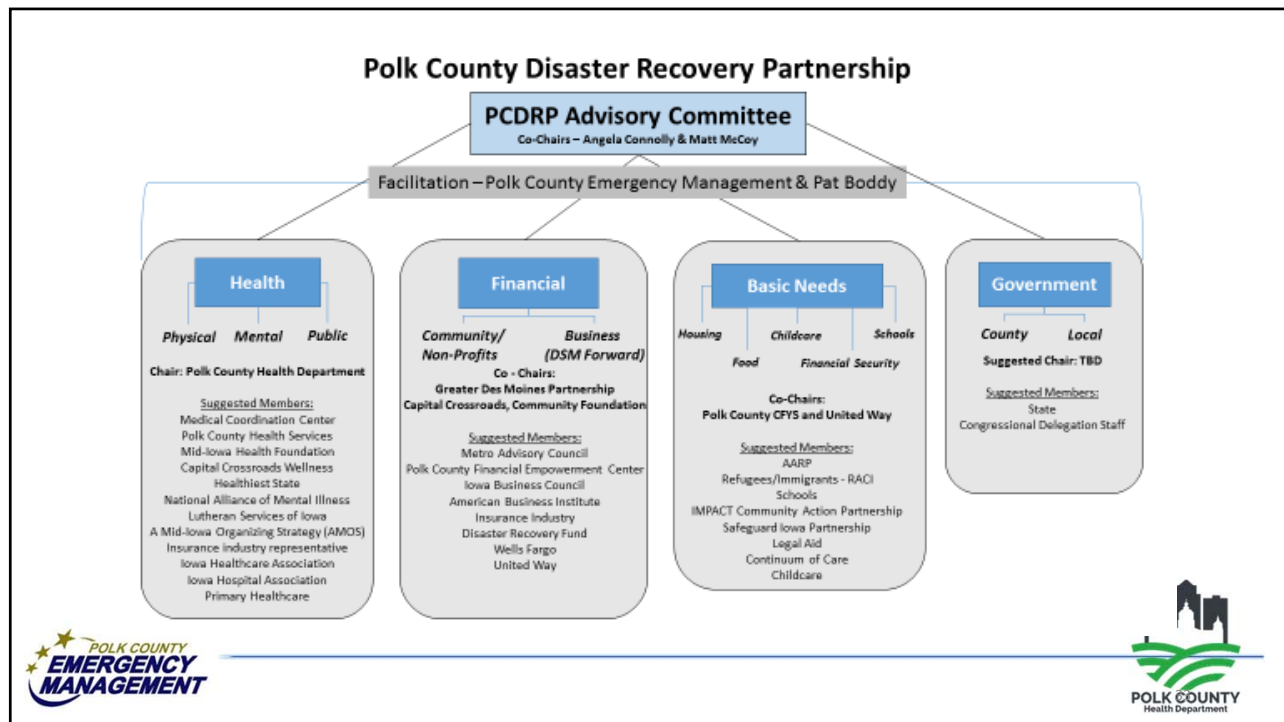 Polk County Disaster Recovery Partnership
PCDRP Advisory Committee
Co-Chairs – Angela Connolly & Matt McCoy
Facilitation – Polk County Emergency Management & Pat Boddy
Health
Physical Mental Public
Chair: Polk County Health Department
Suggested Members:
Medical Coordination Center
Polk County Health Services
Mid-Iowa Health Foundation
Capital Crossroads Wellness
Healthiest State
National Alliance of Mental Illness
Lutheran Services of Iowa
A Mid-Iowa Organizing Strategy (AMOS)
Insurance industry representative
Iowa Healthcare Association
Iowa Hospital Association
Primary Healthcare
Financial
Community/
Non-Profits
Business
(DSM Forward)
Co - Chairs:
Greater Des Moines Partnership
Capital Crossroads, Community Foundation
Suggested Members:
Metro Advisory Council
Polk County Financial Empowerment Center
Iowa Business Council
American Business Institute
Insurance Industry
Disaster Recovery Fund
Wells Fargo
United Way
Basic Needs
Housing Childcare Schools
Food Financial Security
Co-Chairs:
Polk County CFYS and United Way
Suggested Members:
AARP
Refugees/Immigrants - RACI
Schools
IMPACT Community Action Partnership
Safeguard Iowa Partnership
Legal Aid
Continuum of Care
Childcare
Government
County Local
Suggested Chair: TBD
Suggested Members:
State
Congressional Delegation Staff
POLK COUNTY
EMERGENCY
MANAGEMENT
POLK COUNTY
Health Department